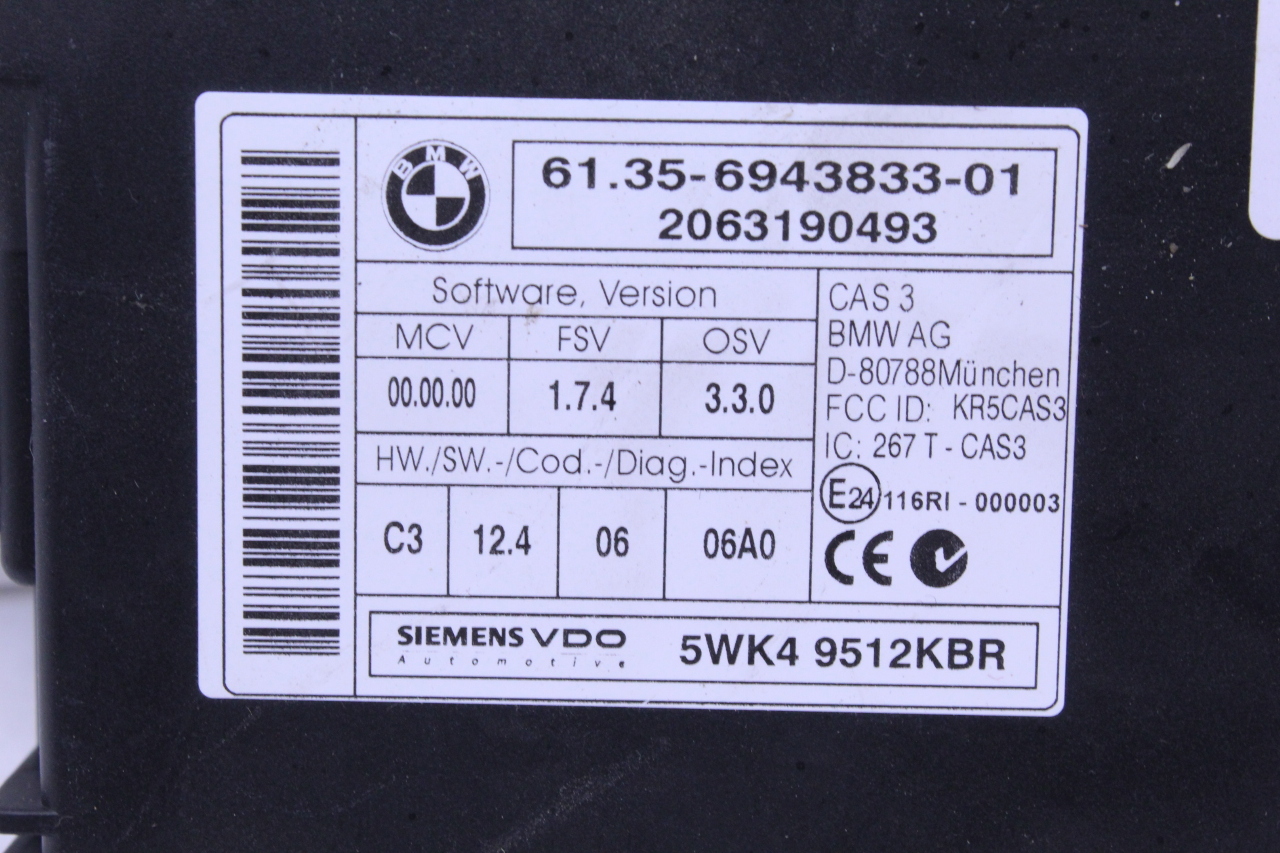 BMW
61.35-6943833-01
2063190493
Software, Version
MCV FSV OSV
00.00.00 1.7.4 3.3.0
HW./SW.-/Cod.-/Diag.-Index
C3 12.4 06 06A0
CAS 3
BMW AG
D-80788München
FCC ID: KR5CAS3
IC: 267 T - CAS3
E24 116RI - 000003
CE
SIEMENS VDO
Automotive
5WK4 9512KBR